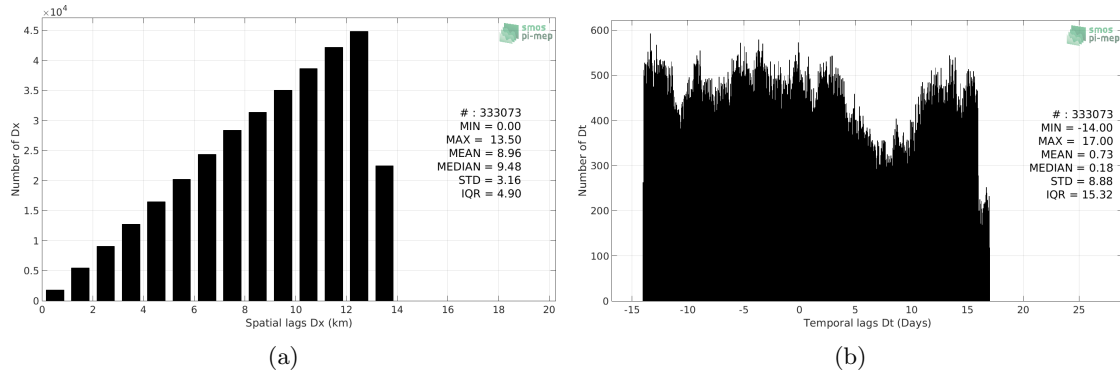 ×10⁴
4.5
4
3.5
3
2.5
2
1.5
1
0.5
0
Number of Dx
smos
pi-mep
# : 333073
MIN = 0.00
MAX = 13.50
MEAN = 8.96
MEDIAN = 9.48
STD = 3.16
IQR = 4.90
0 2 4 6 8 10 12 14 16 18 20
Spatial lags Dx (km)
(a)
600
500
400
300
200
100
0
Number of Dt
smos
pi-mep
# : 333073
MIN = -14.00
MAX = 17.00
MEAN = 0.73
MEDIAN = 0.18
STD = 8.88
IQR = 15.32
-15 -10 -5 0 5 10 15 20 25
Temporal lags Dt (Days)
(b)